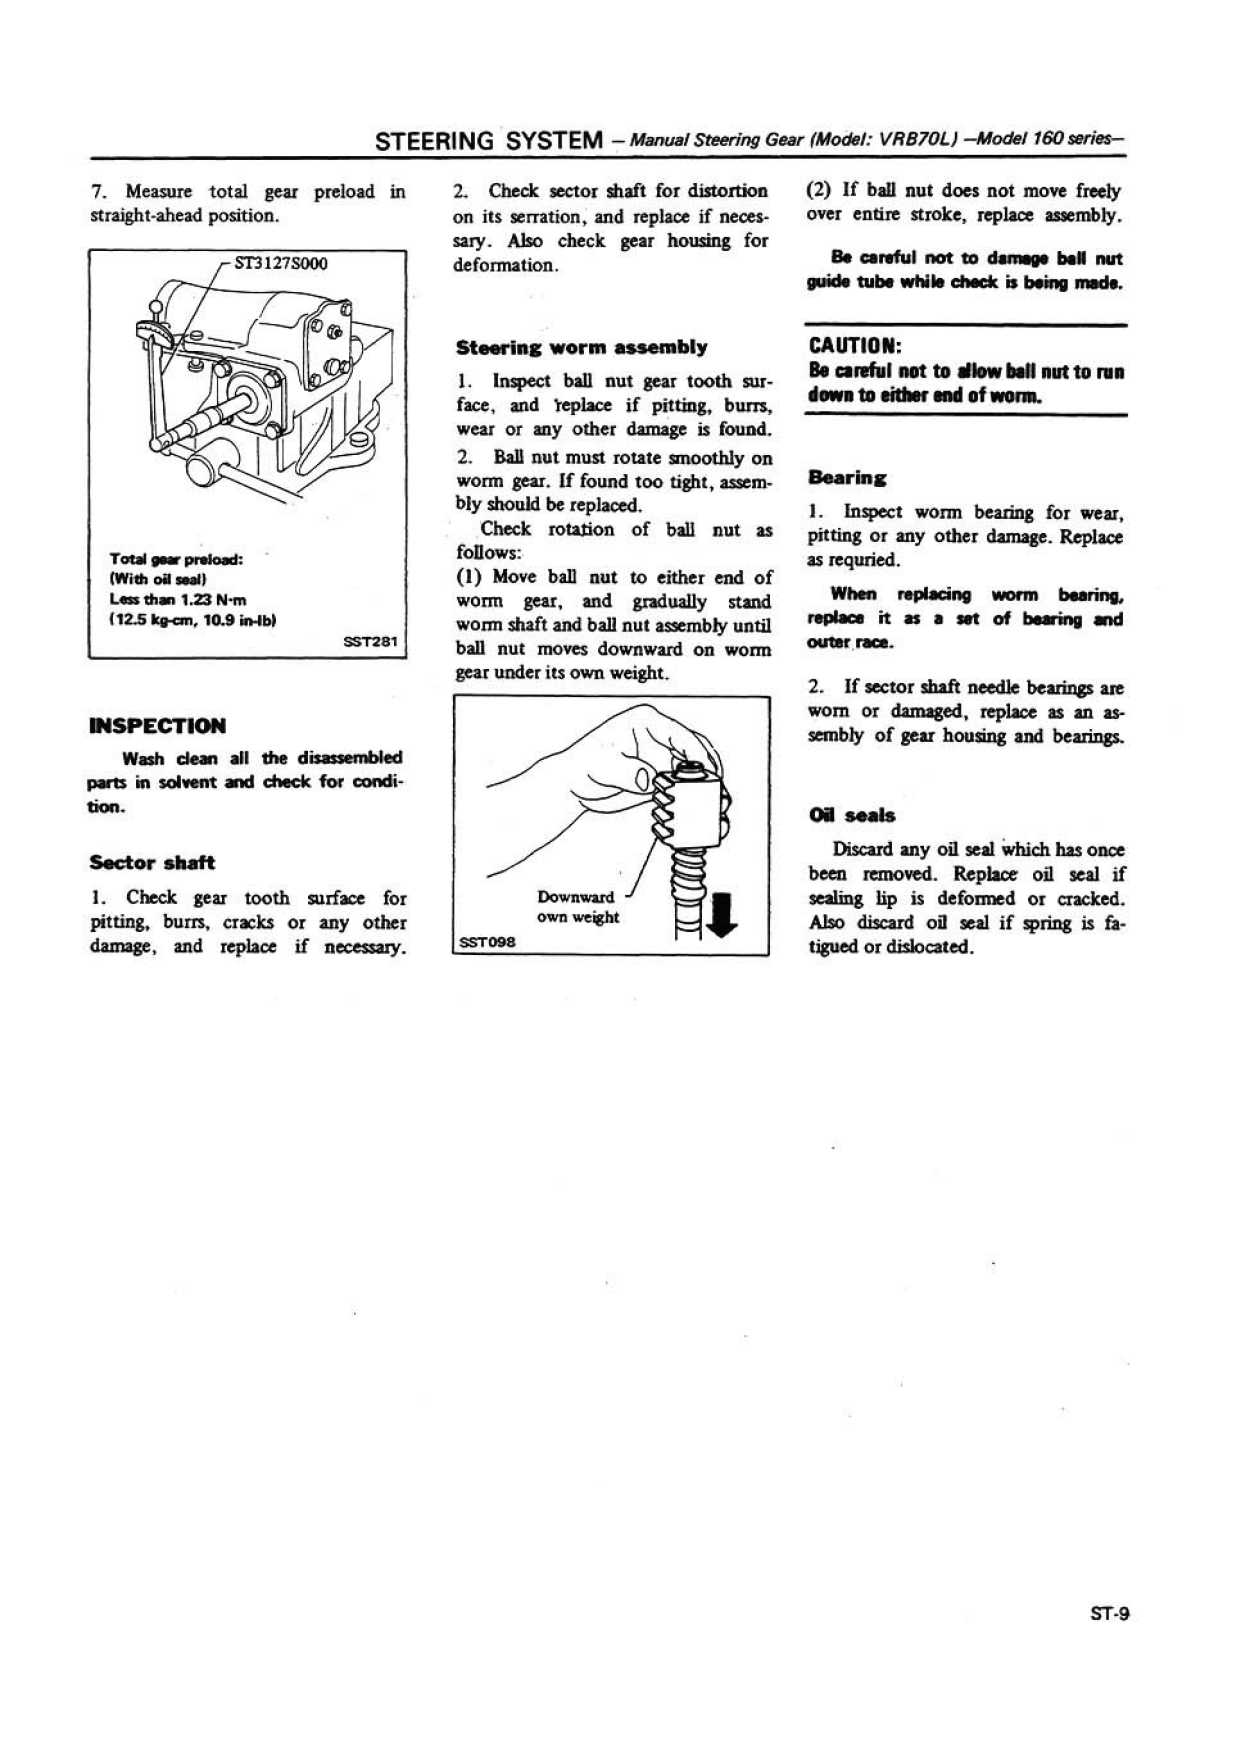 STEERING SYSTEM – Manual Steering Gear (Model: VRB70L) –Model 160 series–
7. Measure total gear preload in
straight-ahead position.
ST3127S000
Total gear preload:
(With oil seal)
Less than 1.23 N·m
(12.5 kg-cm, 10.9 in-lb)
SST281
INSPECTION
Wash clean all the disassembled
parts in solvent and check for condi-
tion.
Sector shaft
1. Check gear tooth surface for
pitting, burrs, cracks or any other
damage, and replace if necessary.
2. Check sector shaft for distortion
on its serration, and replace if neces-
sary. Also check gear housing for
deformation.
Steering worm assembly
1. Inspect ball nut gear tooth sur-
face, and replace if pitting, burrs,
wear or any other damage is found.
2. Ball nut must rotate smoothly on
worm gear. If found too tight, assem-
bly should be replaced.
Check rotation of ball nut as
follows:
(1) Move ball nut to either end of
worm gear, and gradually stand
worm shaft and ball nut assembly until
ball nut moves downward on worm
gear under its own weight.
Downward
own weight
SST098
(2) If ball nut does not move freely
over entire stroke, replace assembly.
Be careful not to damage ball nut
guide tube while check is being made.
CAUTION:
Be careful not to allow ball nut to run
down to either end of worm.
Bearing
1. Inspect worm bearing for wear,
pitting or any other damage. Replace
as requried.
When replacing worm bearing,
replace it as a set of bearing and
outer race.
2. If sector shaft needle bearings are
worn or damaged, replace as an as-
sembly of gear housing and bearings.
Oil seals
Discard any oil seal which has once
been removed. Replace oil seal if
sealing lip is deformed or cracked.
Also discard oil seal if spring is fa-
tigued or dislocated.
ST-9